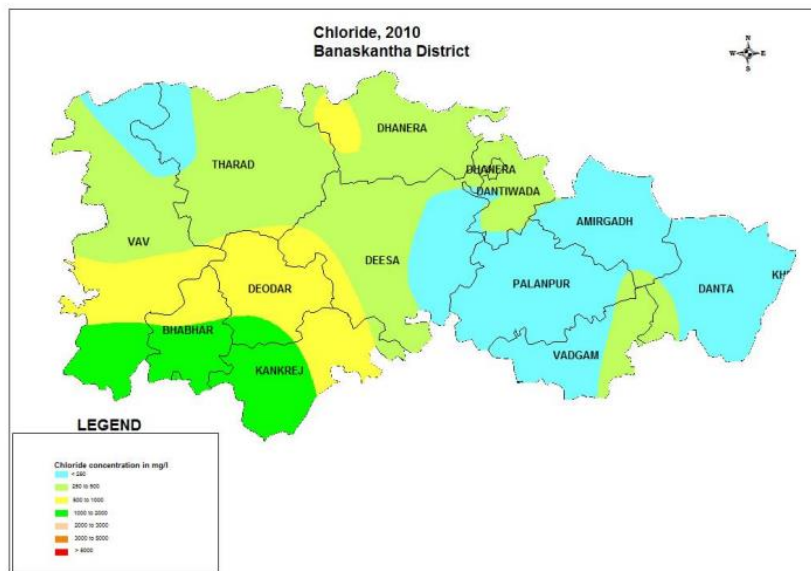 Chloride, 2010
Banaskantha District
N
W E
S
DHANERA
THARAD
DHANERA
DANTIWADA
AMIRGADH
VAV
DEESA
DEODAR
PALANPUR
DANTA
KH
BHABHAR
VADGAM
KANKREJ
LEGEND
Chloride concentration in mg/l
< 250
250 to 500
500 to 1000
1000 to 2000
2000 to 3000
3000 to 5000
> 5000